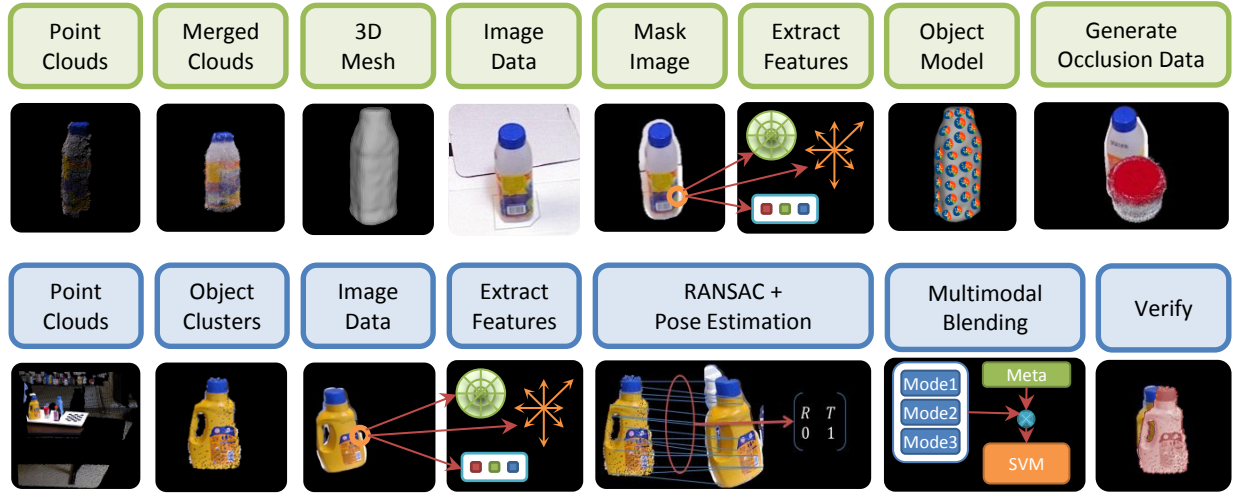 Point
Clouds
Merged
Clouds
3D
Mesh
Image
Data
Mask
Image
Extract
Features
Object
Model
Generate
Occlusion Data
Point
Clouds
Object
Clusters
Image
Data
Extract
Features
RANSAC +
Pose Estimation
Multimodal
Blending
Verify
R T
0 1
Mode1
Mode2
Mode3
Meta
SVM